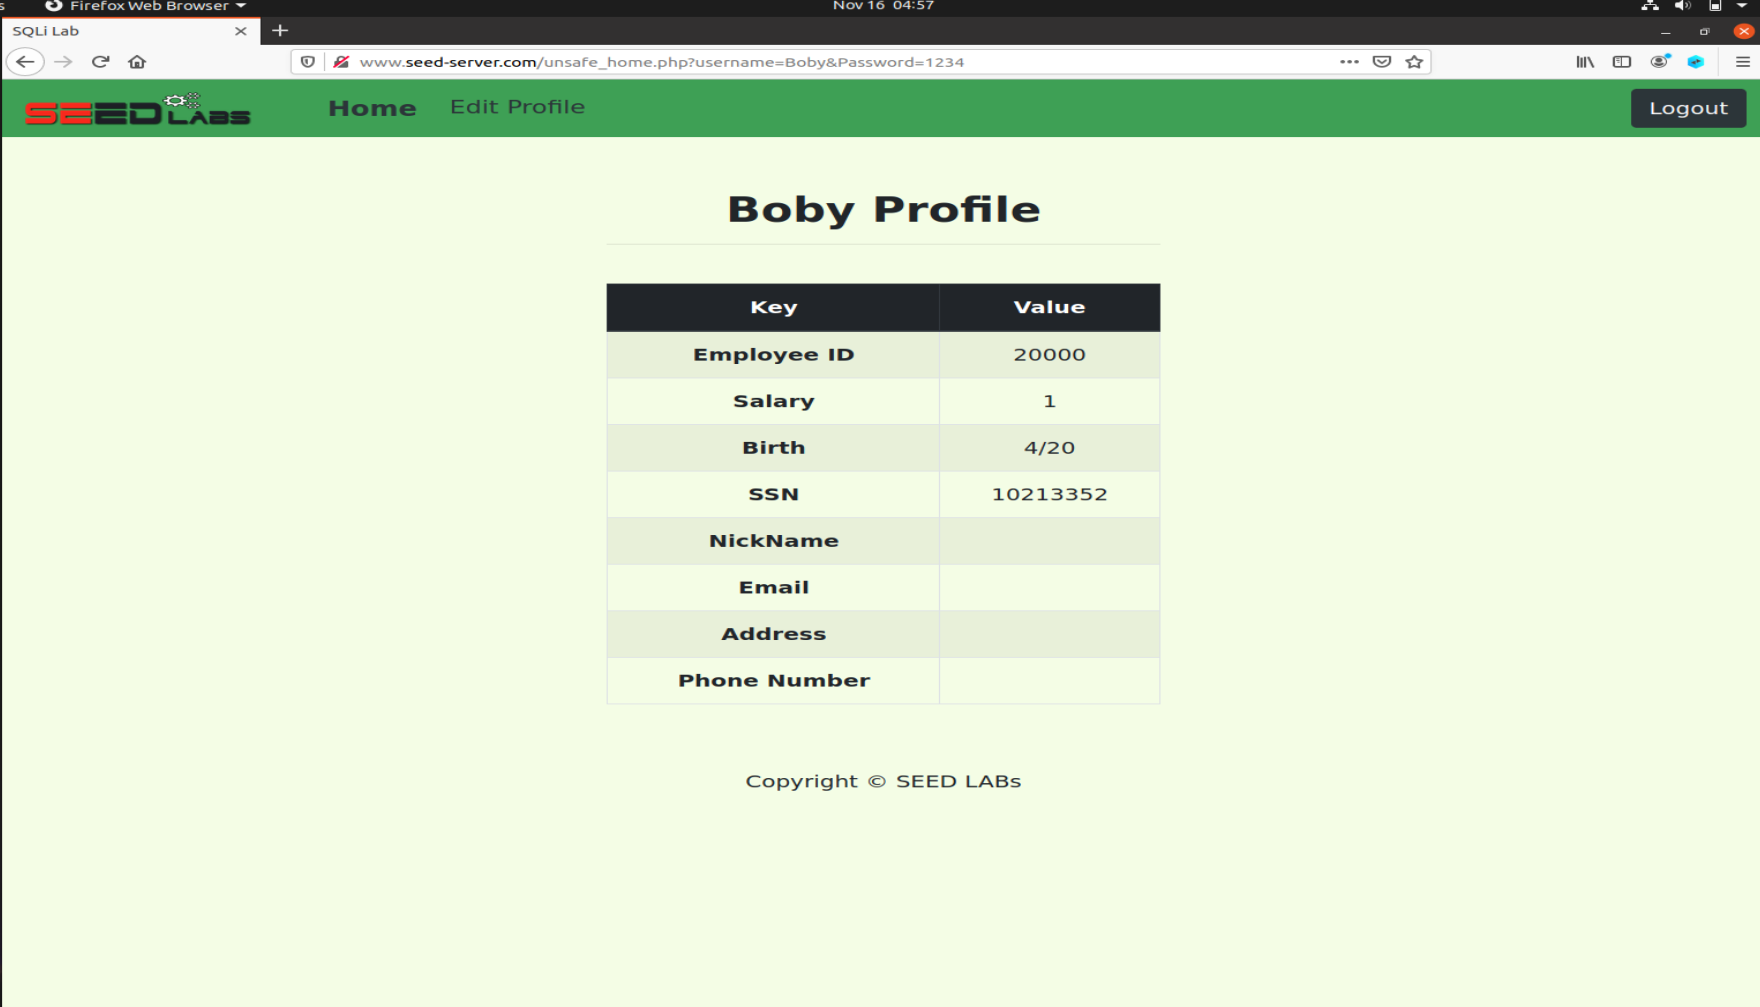 s Firefox Web Browser Nov 16 04:57
SQLi Lab
www.seed-server.com/unsafe_home.php?username=Boby&Password=1234
SEED LABS Home Edit Profile Logout
Boby Profile
Key Value
Employee ID 20000
Salary 1
Birth 4/20
SSN 10213352
NickName
Email
Address
Phone Number
Copyright © SEED LABs